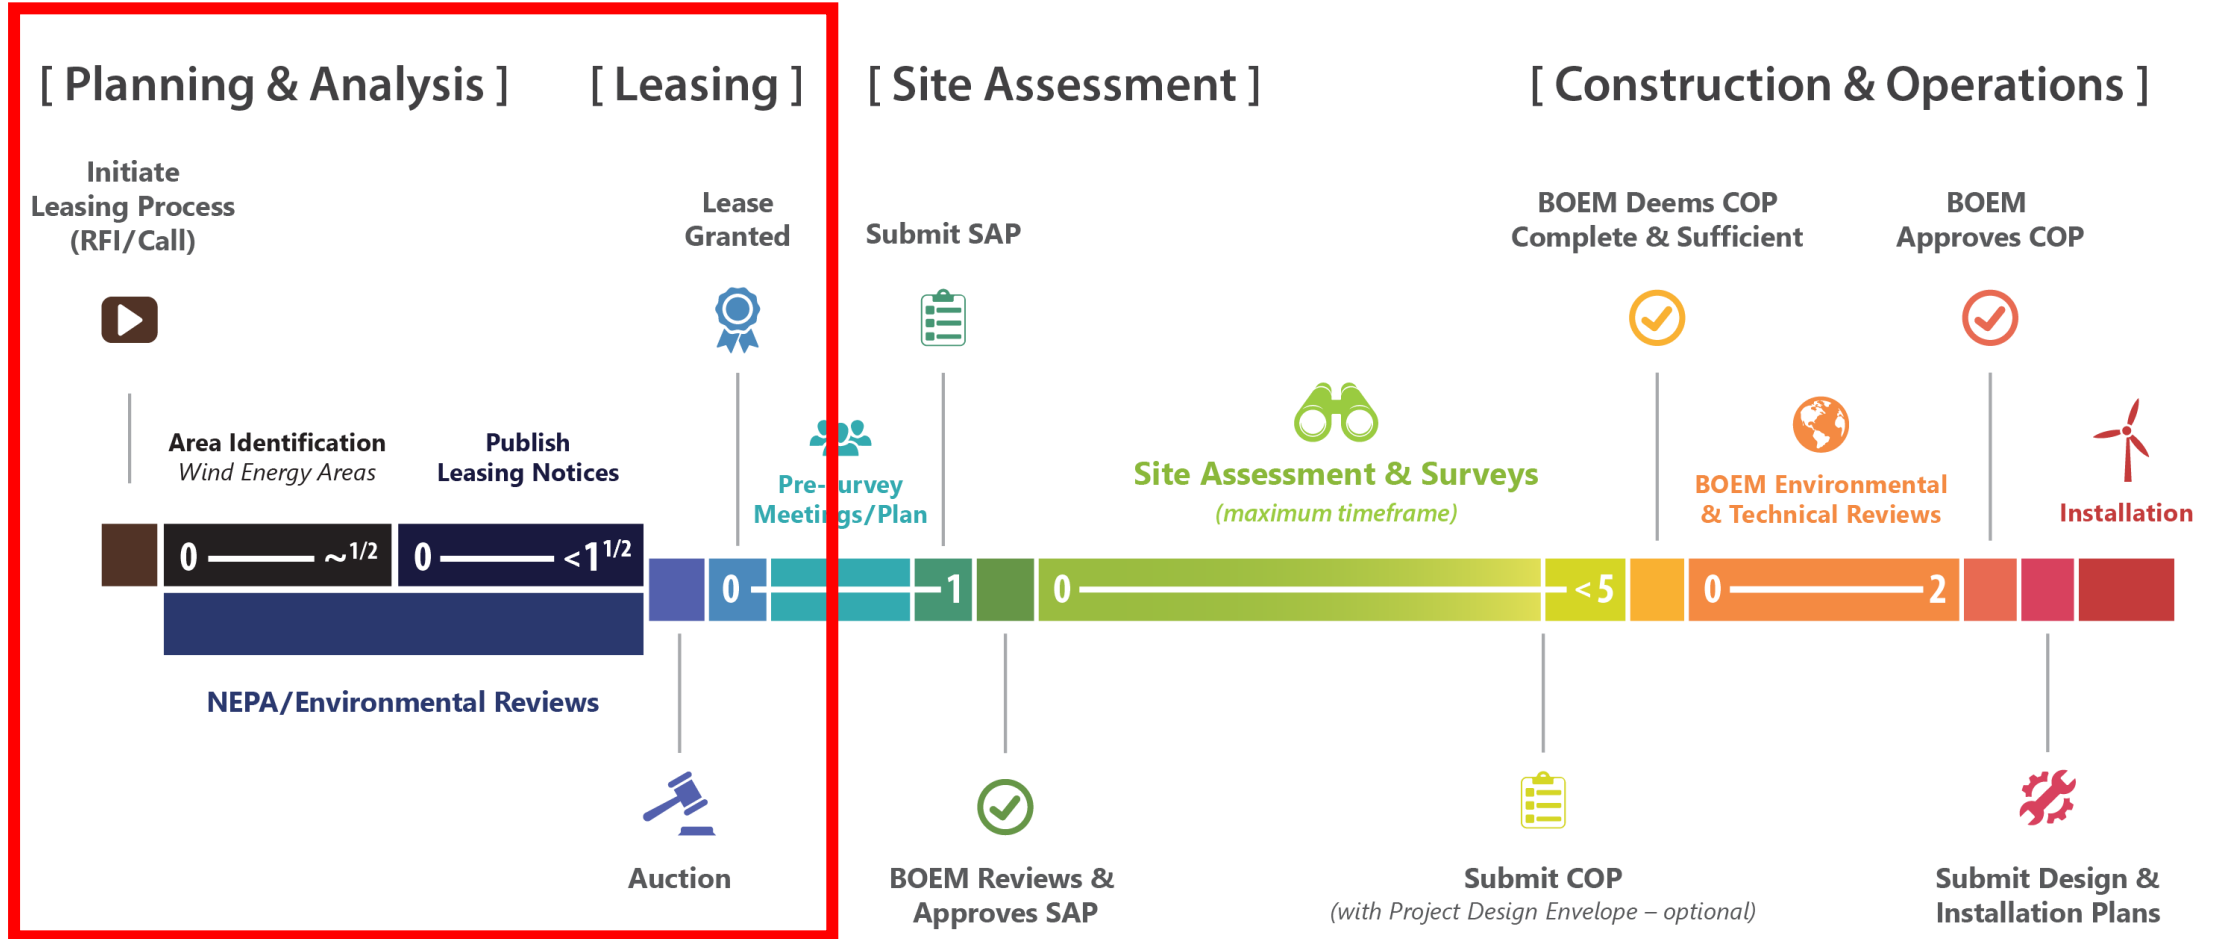 [ Planning & Analysis ]
[ Leasing ]
[ Site Assessment ]
[ Construction & Operations ]
Initiate
Leasing Process
(RFI/Call)
Lease
Granted
Submit SAP
BOEM Deems COP
Complete & Sufficient
BOEM
Approves COP
Area Identification
Wind Energy Areas
Publish
Leasing Notices
Pre-Survey
Meetings/Plan
Site Assessment & Surveys
(maximum timeframe)
BOEM Environmental
& Technical Reviews
Installation
0 ~1/2
0 <1 1/2
0 1
0 <5
0 2
NEPA/Environmental Reviews
Auction
BOEM Reviews &
Approves SAP
Submit COP
(with Project Design Envelope – optional)
Submit Design &
Installation Plans